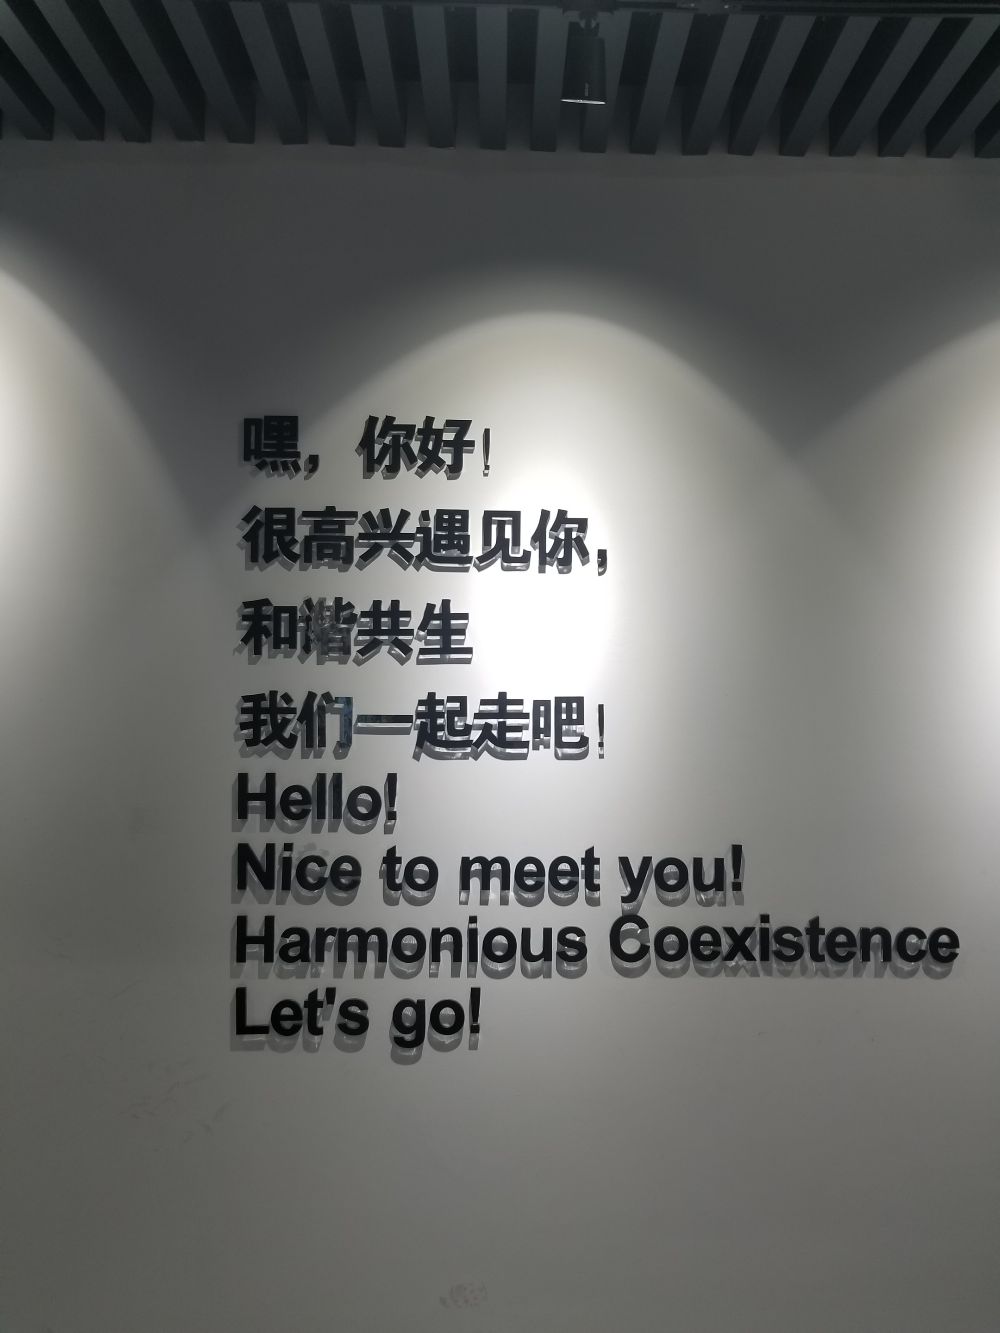 嘿，你好！
很高兴遇见你，
和谐共生
我们一起走吧！
Hello!
Nice to meet you!
Harmonious Coexistence
Let's go!